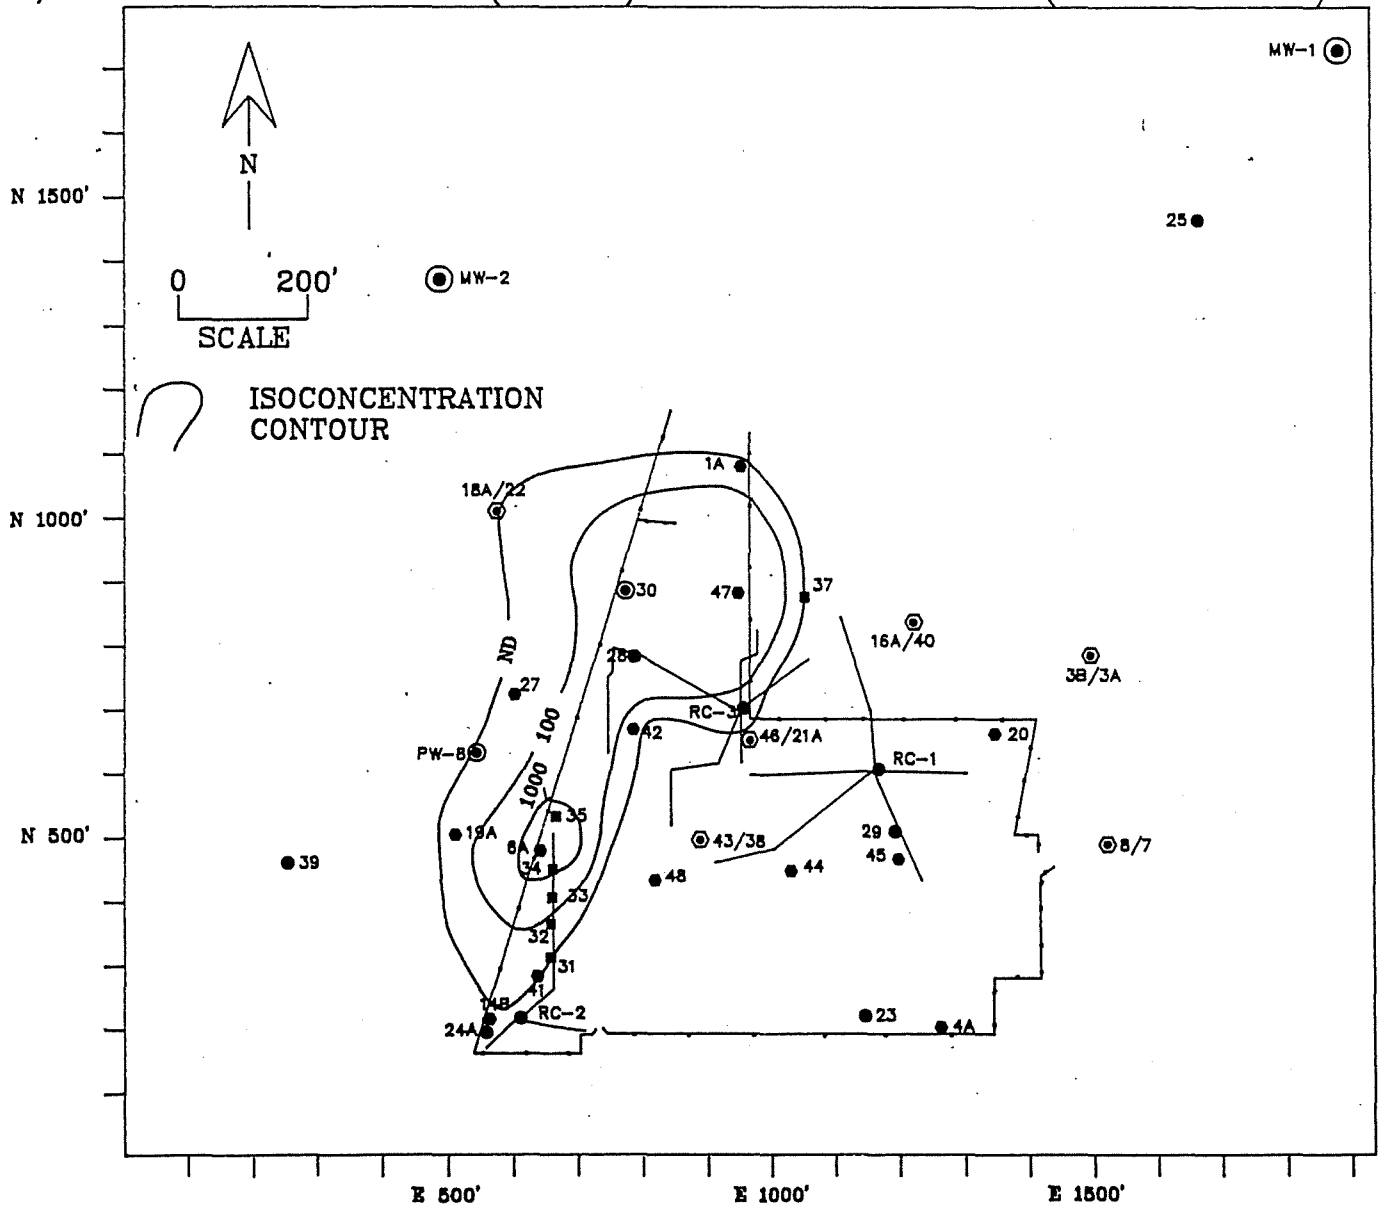 MW-1
N
N 1500'
25
0 200'
MW-2
SCALE
ISOCONCENTRATION
CONTOUR
1A
18A/22
N 1000'
30
47
37
16A/40
ND
28
3B/3A
27
RC-3
100
42
46/21A
20
PW-8
RC-1
1000
35
N 500'
19A
29
6A
43/38
8/7
39
34
45
44
48
33
32
31
41
14B
RC-2
23
24A
4A
E 500'
E 1000'
E 1500'